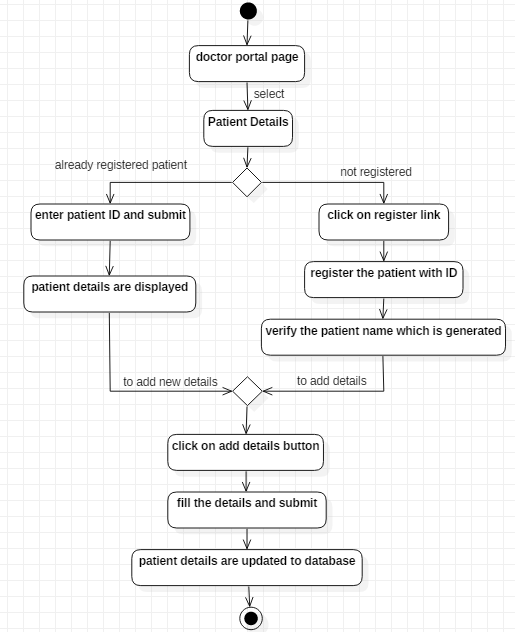 doctor portal page
select
Patient Details
already registered patient
not registered
enter patient ID and submit
click on register link
patient details are displayed
register the patient with ID
verify the patient name which is generated
to add new details
to add details
click on add details button
fill the details and submit
patient details are updated to database